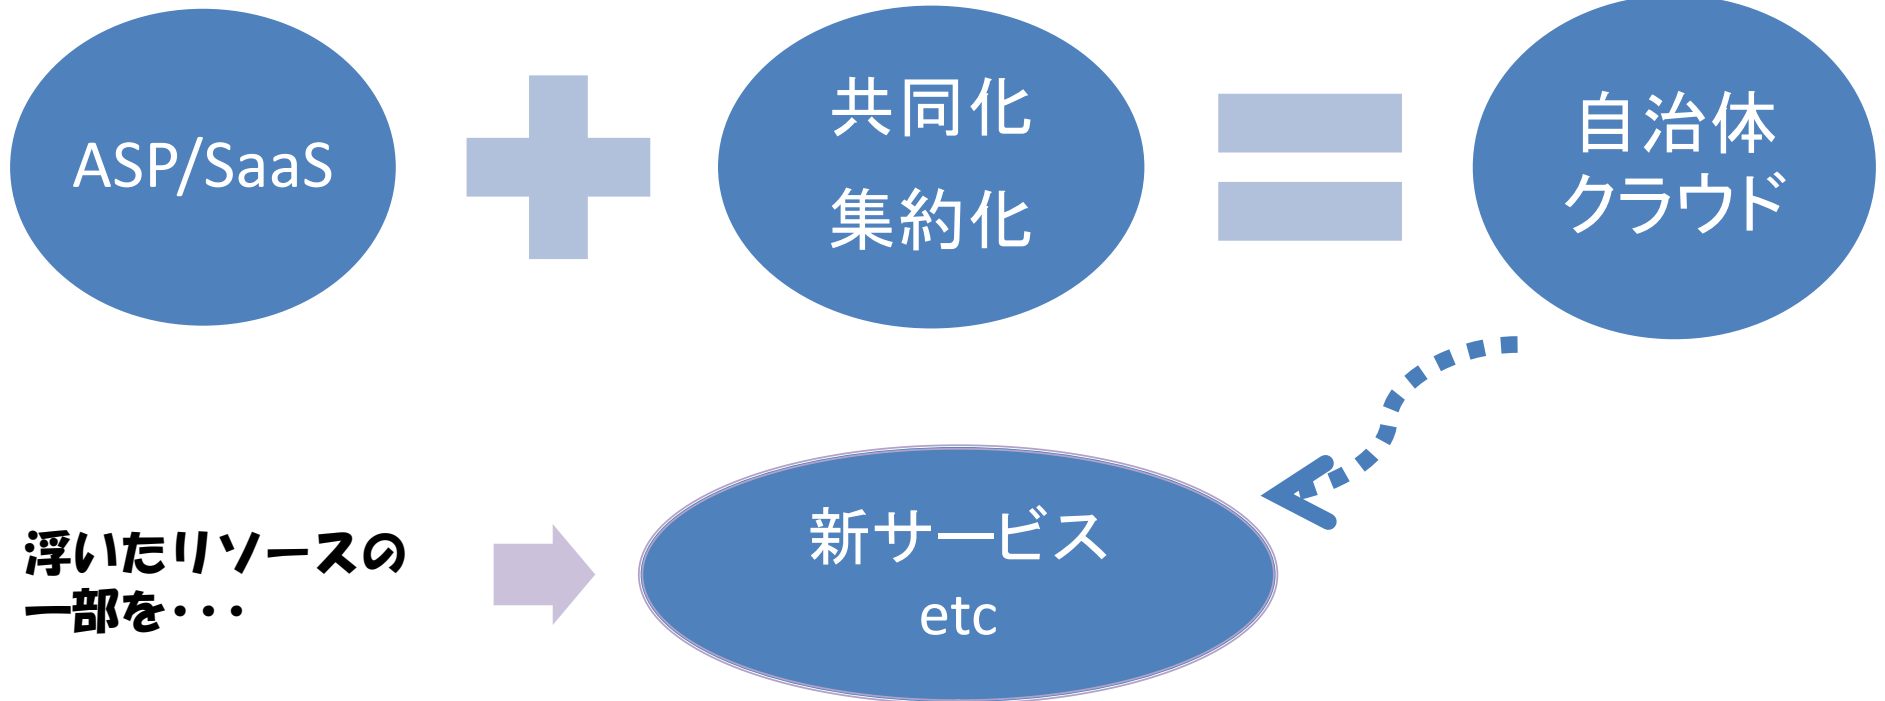 ASP/SaaS
共同化
集約化
自治体
クラウド
浮いたリソースの
一部を・・・
新サービス
etc